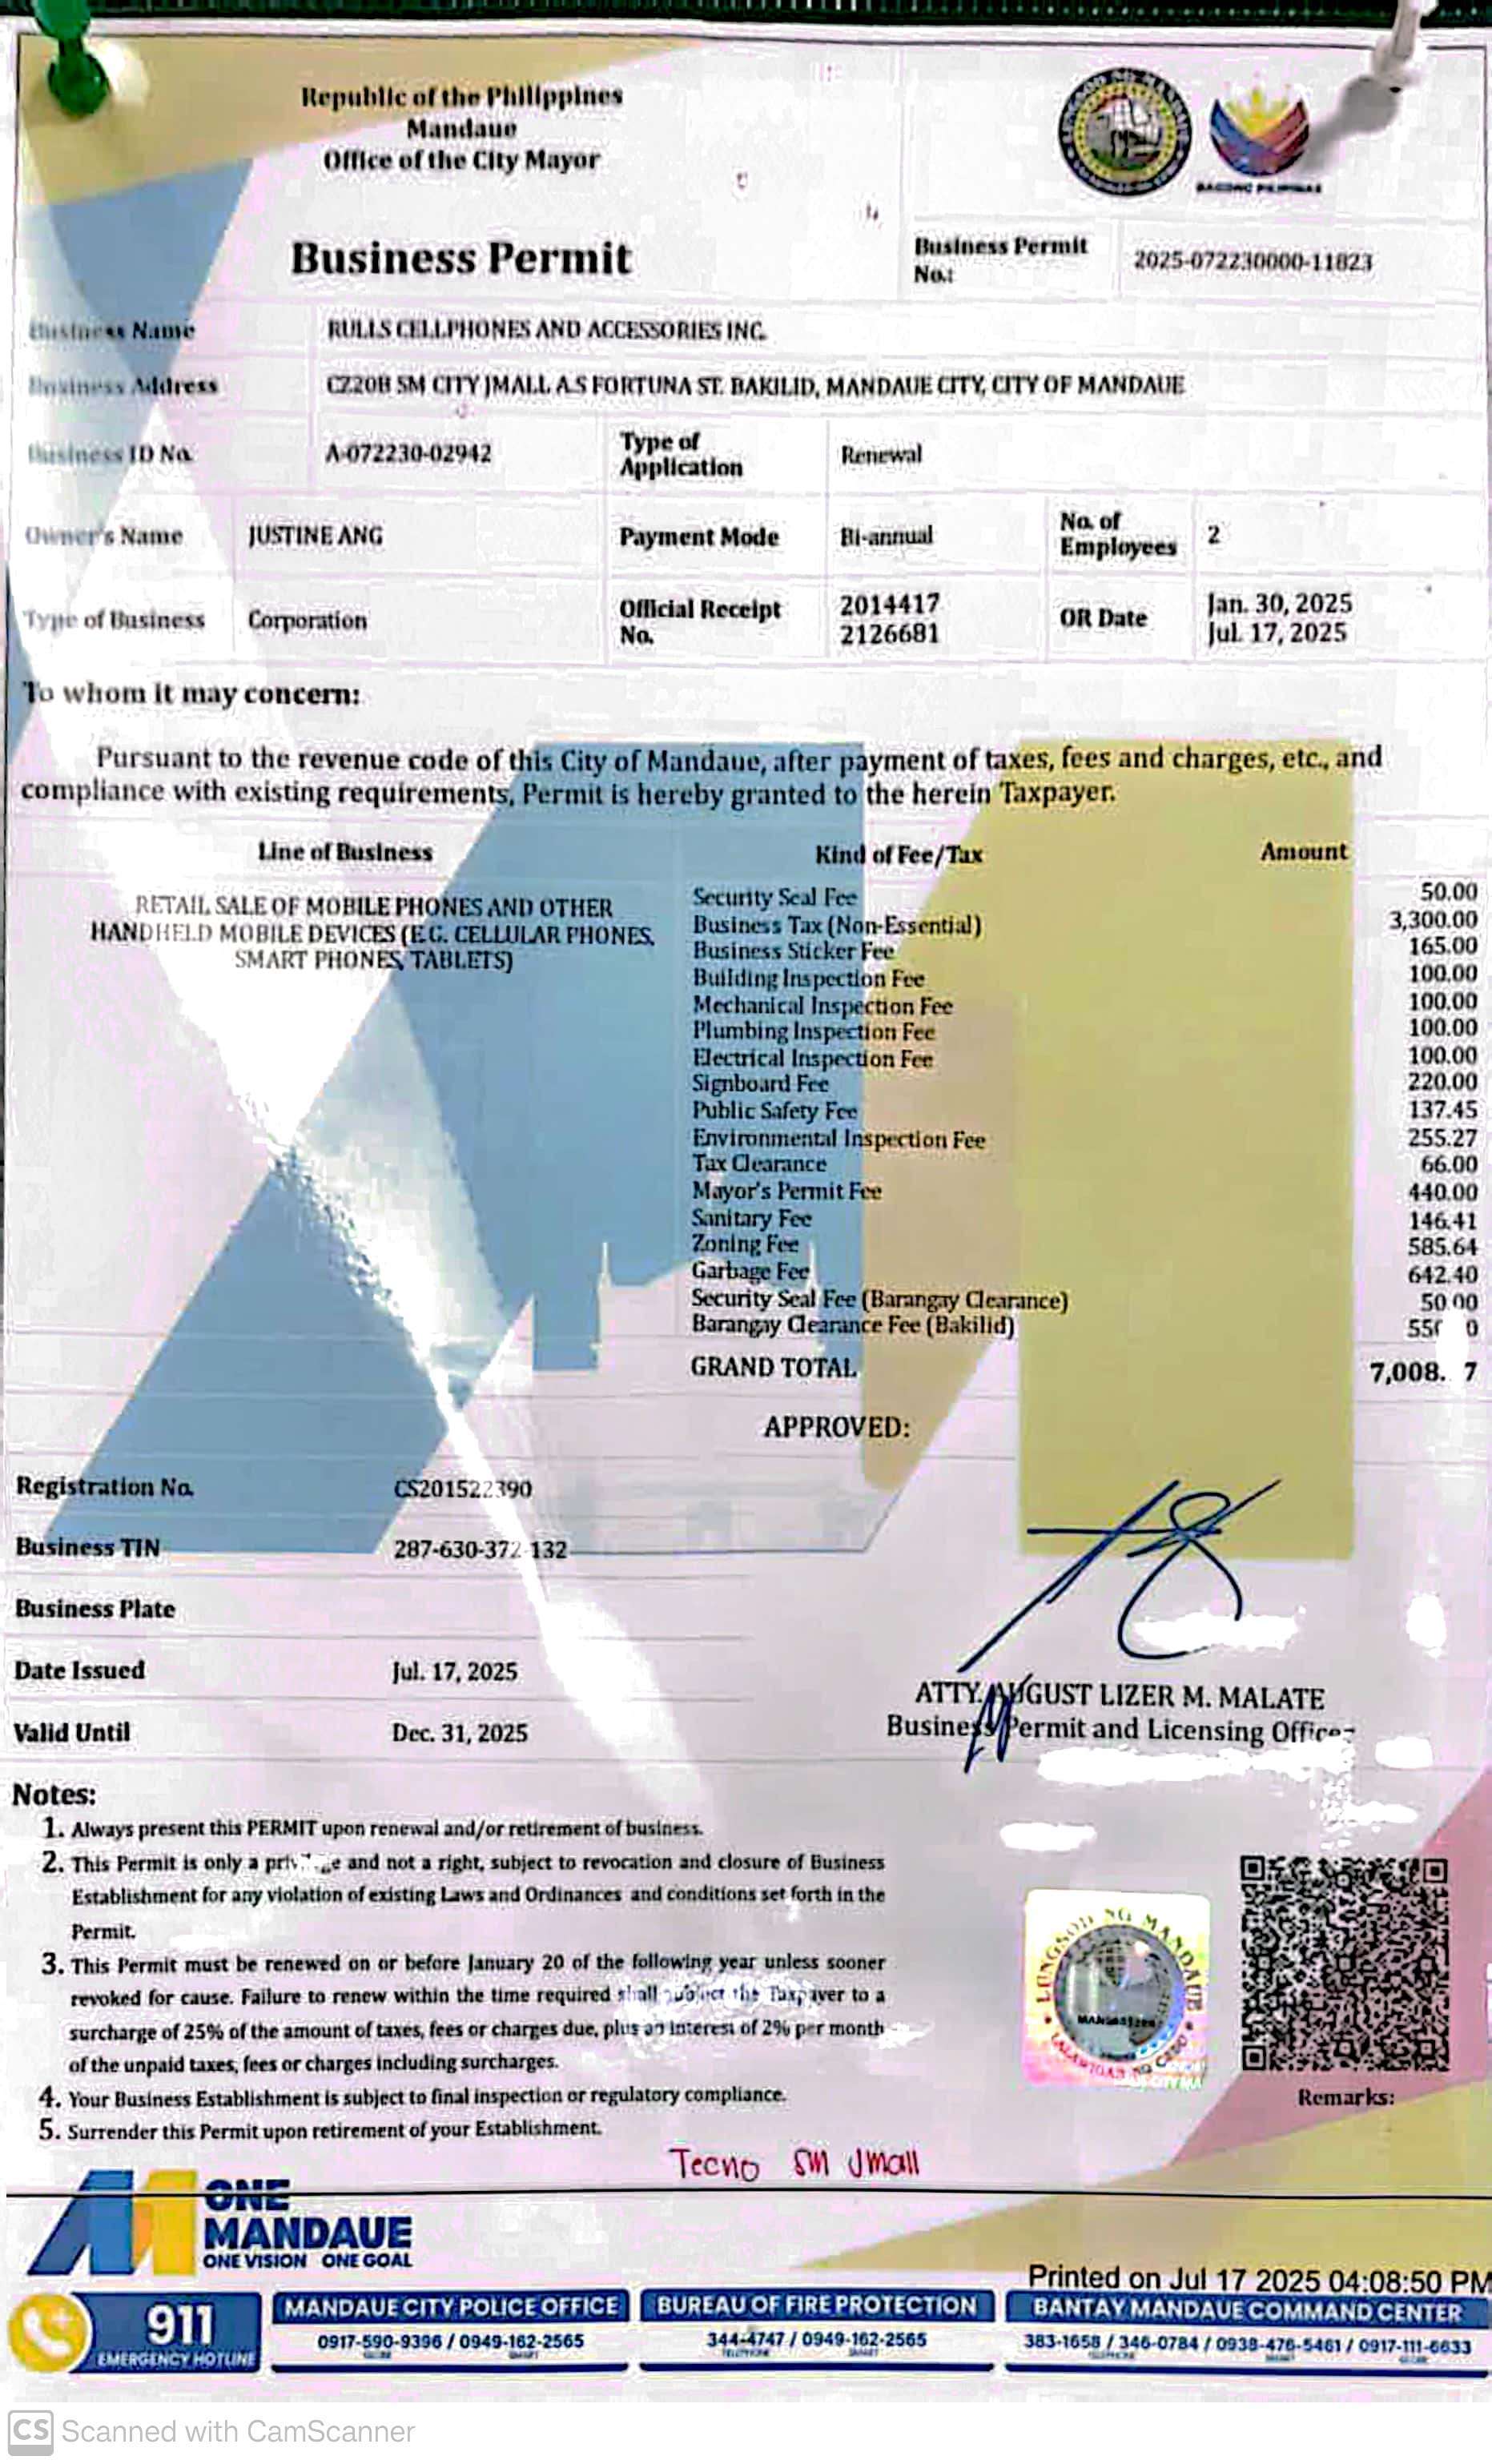 Republic of the Philippines
Mandaue
Office of the City Mayor
LUNGSOD NG MANDAUE
BAGONG PILIPINAS
Business Permit
Business Permit No.:
2025-072230000-11823
Business Name
RULLS CELLPHONES AND ACCESSORIES INC.
Business Address
CZ20B SM CITY JMALL A.S FORTUNA ST. BAKILID, MANDAUE CITY, CITY OF MANDAUE
Business ID No.
A-072230-02942
Type of Application
Renewal
Owner's Name
JUSTINE ANG
Payment Mode
Bi-annual
No. of Employees
2
Type of Business
Corporation
Official Receipt No.
2014417
2126681
OR Date
Jan. 30, 2025
Jul. 17, 2025
To whom it may concern:
Pursuant to the revenue code of this City of Mandaue, after payment of taxes, fees and charges, etc., and
compliance with existing requirements, Permit is hereby granted to the herein Taxpayer.
Line of Business
Kind of Fee/Tax
Amount
RETAIL SALE OF MOBILE PHONES AND OTHER
HANDHELD MOBILE DEVICES (E.G. CELLULAR PHONES,
SMART PHONES, TABLETS)
Security Seal Fee 50.00
Business Tax (Non-Essential) 3,300.00
Business Sticker Fee 165.00
Building Inspection Fee 100.00
Mechanical Inspection Fee 100.00
Plumbing Inspection Fee 100.00
Electrical Inspection Fee 100.00
Signboard Fee 220.00
Public Safety Fee 137.45
Environmental Inspection Fee 255.27
Tax Clearance 66.00
Mayor's Permit Fee 440.00
Sanitary Fee 146.41
Zoning Fee 585.64
Garbage Fee 642.40
Security Seal Fee (Barangay Clearance) 50.00
Barangay Clearance Fee (Bakilid)
GRAND TOTAL
APPROVED:
Registration No.
CS201522390
Business TIN
287-630-372-132
Business Plate
Date Issued
Jul. 17, 2025
Valid Until
Dec. 31, 2025
ATTY. AUGUST LIZER M. MALATE
Business Permit and Licensing Officer
Notes:
1. Always present this PERMIT upon renewal and/or retirement of business.
2. This Permit is only a privilege and not a right, subject to revocation and closure of Business
Establishment for any violation of existing Laws and Ordinances and conditions set forth in the
Permit.
3. This Permit must be renewed on or before January 20 of the following year unless sooner
revoked for cause. Failure to renew within the time required shall subject the Taxpayer to a
surcharge of 25% of the amount of taxes, fees or charges due, plus an interest of 2% per month
of the unpaid taxes, fees or charges including surcharges.
4. Your Business Establishment is subject to final inspection or regulatory compliance.
5. Surrender this Permit upon retirement of your Establishment.
LUNGSOD NG MANDAUE
LALAWIGAN NG CEBU
Remarks:
Tecno SM Jmall
ONE
MANDAUE
ONE VISION ONE GOAL
Printed on Jul 17 2025 04:08:50 PM
911
EMERGENCY HOTLINE
MANDAUE CITY POLICE OFFICE
0917-590-9396 / 0949-162-2565
GLOBE SMART
BUREAU OF FIRE PROTECTION
344-4747 / 0949-162-2565
TELEPHONE SMART
BANTAY MANDAUE COMMAND CENTER
383-1658 / 346-0784 / 0938-476-5461 / 0917-111-6633
TELEPHONE SMART GLOBE
CS Scanned with CamScanner